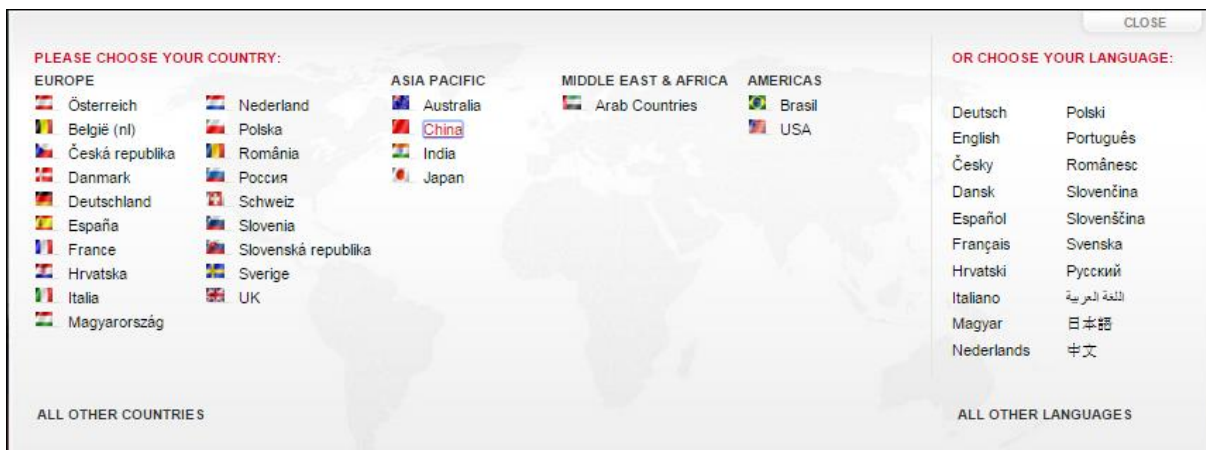 CLOSE
PLEASE CHOOSE YOUR COUNTRY:
EUROPE
Österreich
België (nl)
Česká republika
Danmark
Deutschland
España
France
Hrvatska
Italia
Magyarország
Nederland
Polska
România
Россия
Schweiz
Slovenia
Slovenská republika
Sverige
UK
ASIA PACIFIC
Australia
China
India
Japan
MIDDLE EAST & AFRICA
Arab Countries
AMERICAS
Brasil
USA
ALL OTHER COUNTRIES
OR CHOOSE YOUR LANGUAGE:
Deutsch
English
Česky
Dansk
Español
Français
Hrvatski
Italiano
Magyar
Nederlands
Polski
Português
Românesc
Slovenčina
Slovenščina
Svenska
Русский
اللغة العربية
日本語
中文
ALL OTHER LANGUAGES